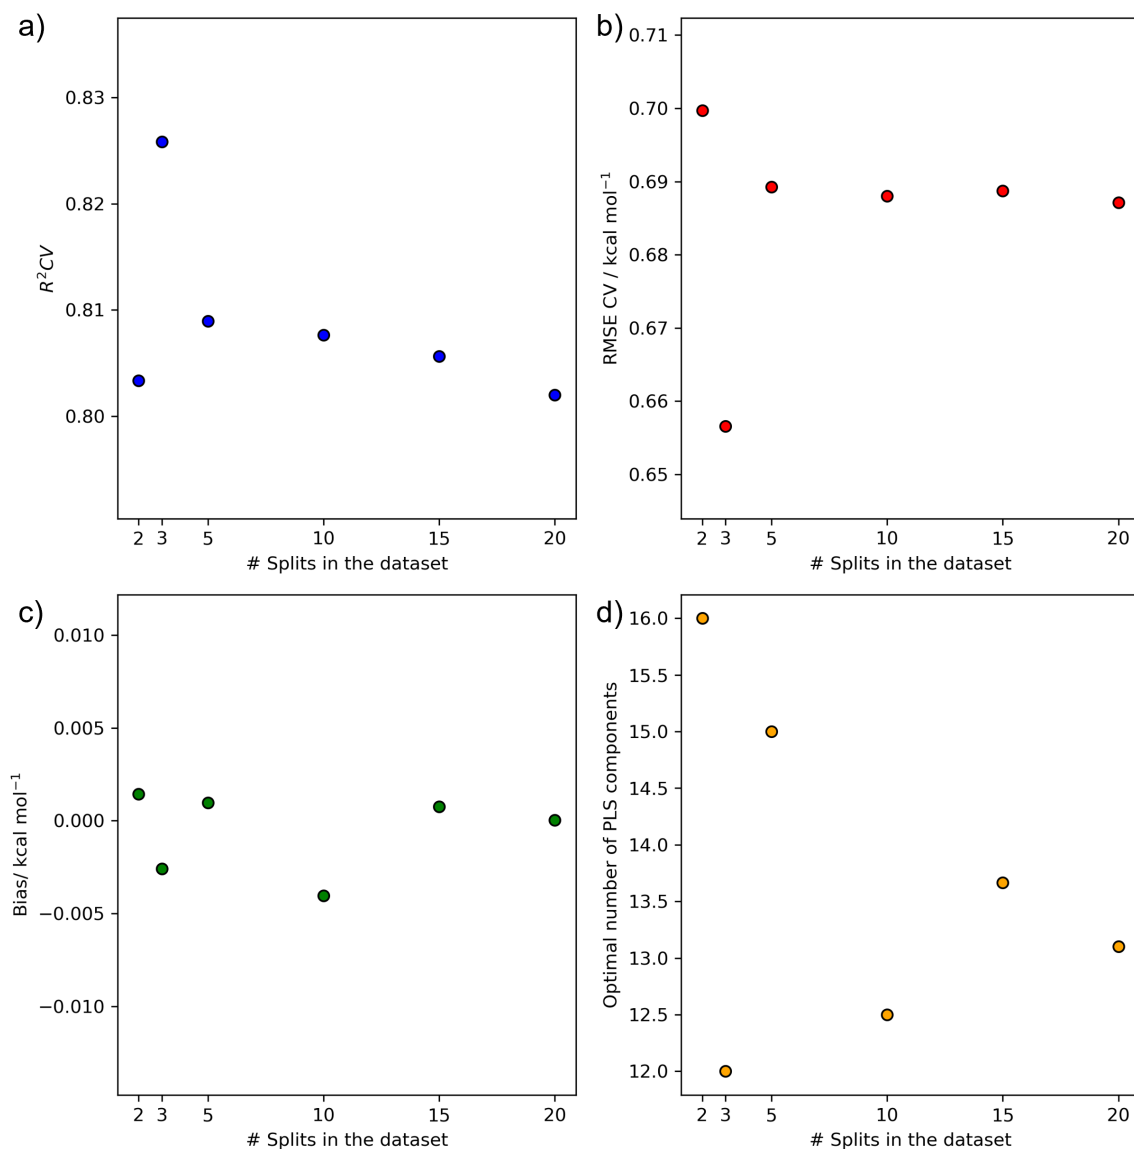 a)
0.83
0.82
0.81
0.80
R²CV
2 3 5 10 15 20
# Splits in the dataset
b)
0.71
0.70
0.69
0.68
0.67
0.66
0.65
RMSE CV / kcal mol⁻¹
2 3 5 10 15 20
# Splits in the dataset
c)
0.010
0.005
0.000
−0.005
−0.010
Bias/ kcal mol⁻¹
2 3 5 10 15 20
# Splits in the dataset
d)
16.0
15.5
15.0
14.5
14.0
13.5
13.0
12.5
12.0
Optimal number of PLS components
2 3 5 10 15 20
# Splits in the dataset